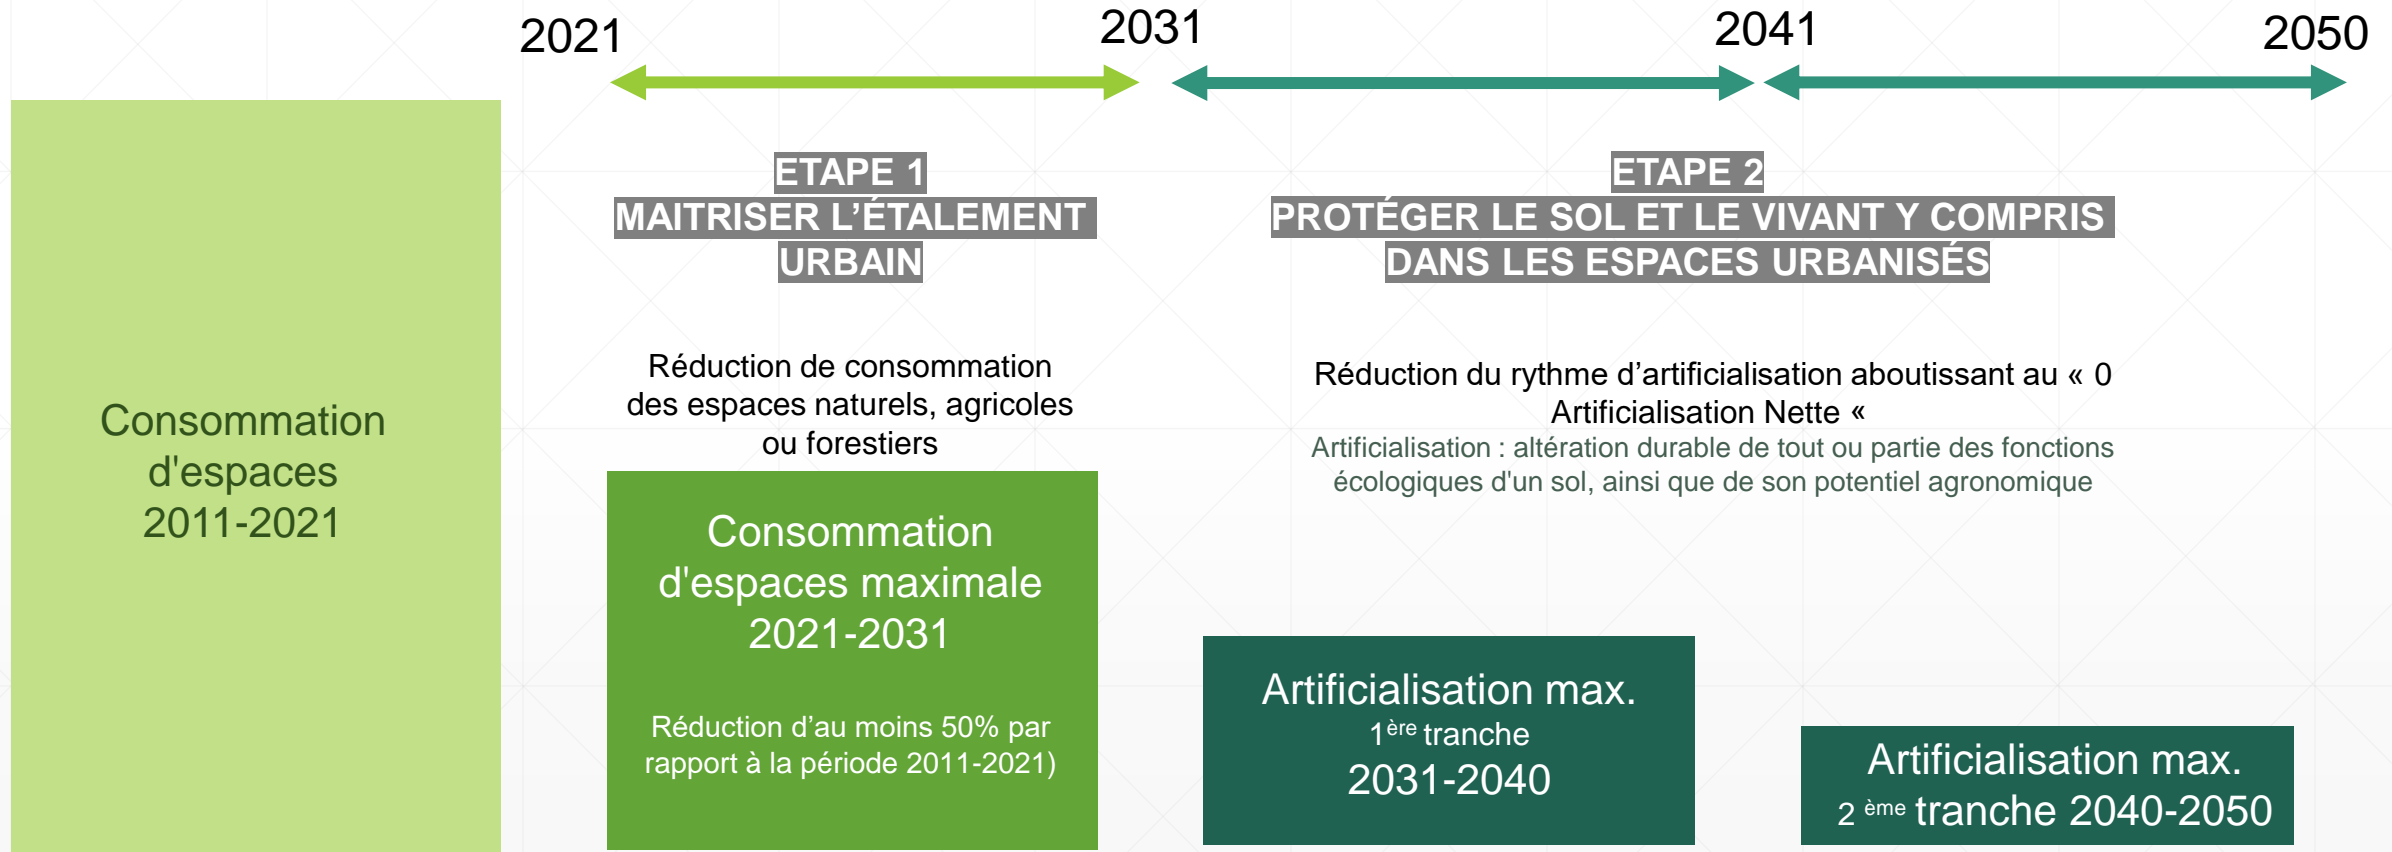 2021
2031
2041
2050
Consommation
d'espaces
2011-2021
ETAPE 1
MAITRISER L’ÉTALEMENT
URBAIN
Réduction de consommation
des espaces naturels, agricoles
ou forestiers
Consommation
d'espaces maximale
2021-2031
Réduction d’au moins 50% par
rapport à la période 2011-2021)
ETAPE 2
PROTÉGER LE SOL ET LE VIVANT Y COMPRIS
DANS LES ESPACES URBANISÉS
Réduction du rythme d’artificialisation aboutissant au « 0
Artificialisation Nette «
Artificialisation : altération durable de tout ou partie des fonctions
écologiques d'un sol, ainsi que de son potentiel agronomique
Artificialisation max.
1ère tranche
2031-2040
Artificialisation max.
2 ème tranche 2040-2050